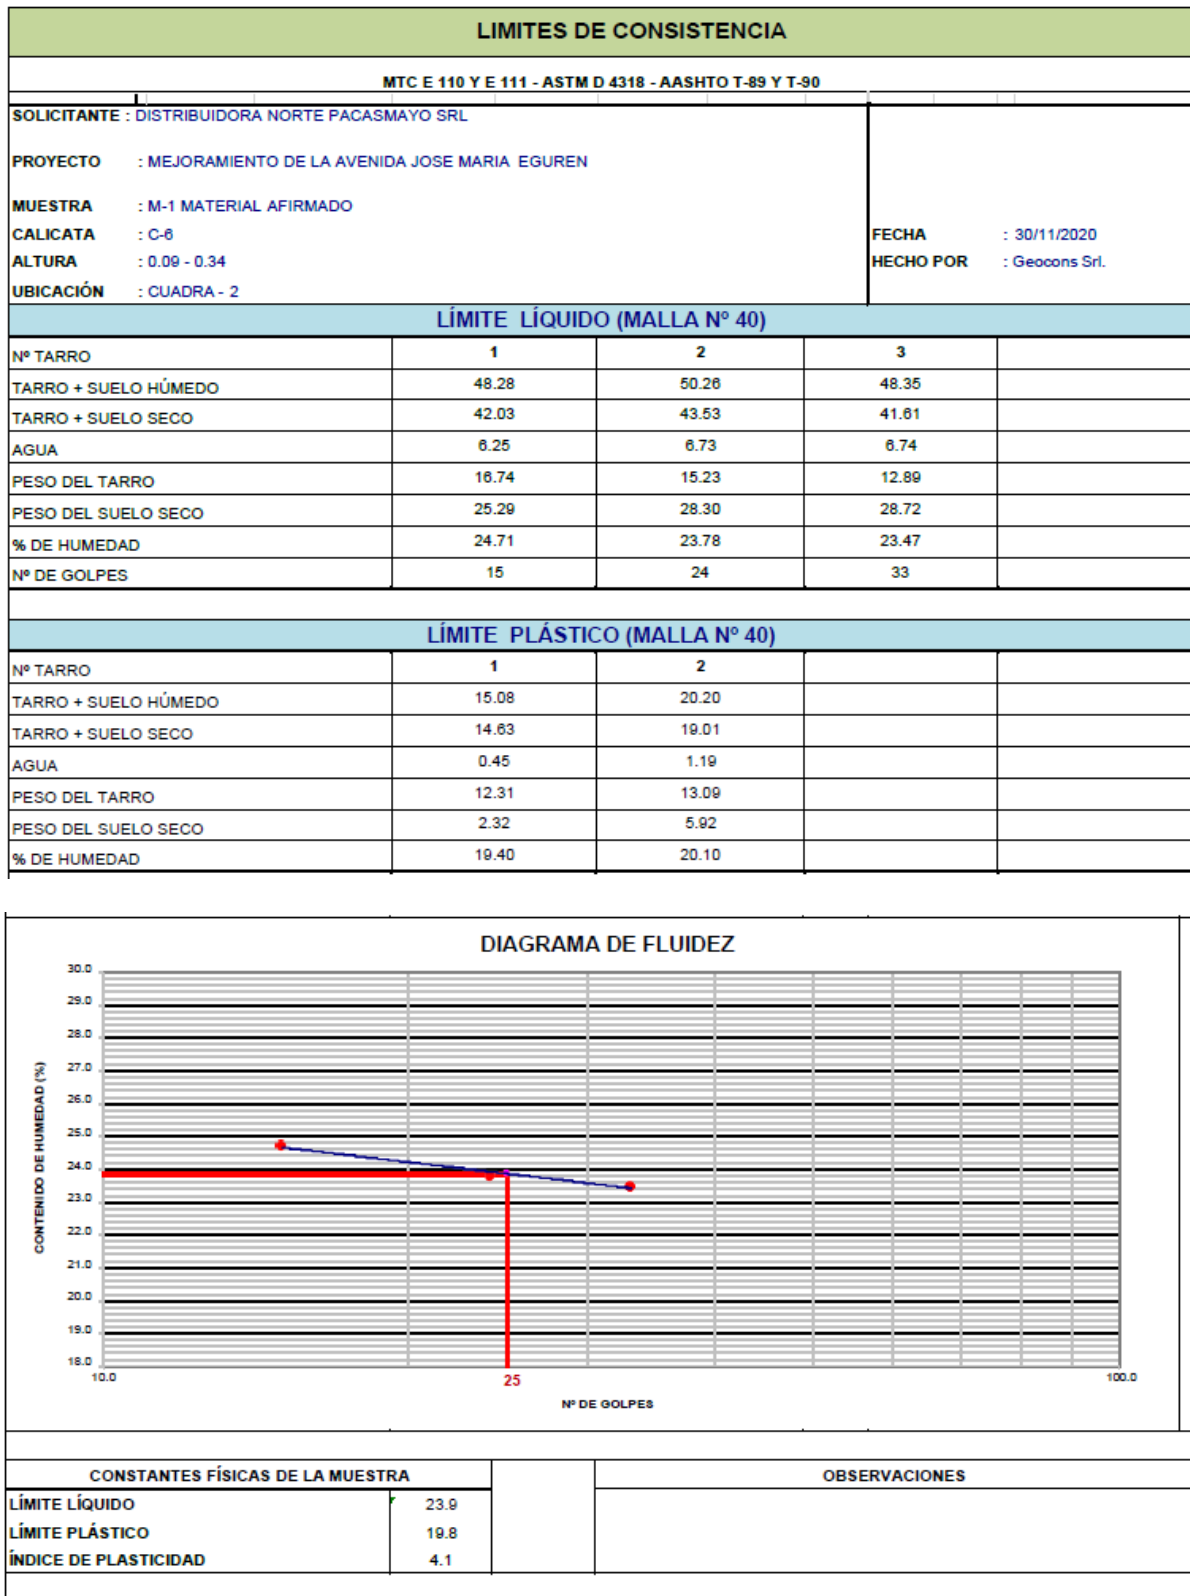 LIMITES DE CONSISTENCIA
MTC E 110 Y E 111 - ASTM D 4318 - AASHTO T-89 Y T-90
SOLICITANTE : DISTRIBUIDORA NORTE PACASMAYO SRL
PROYECTO : MEJORAMIENTO DE LA AVENIDA JOSE MARIA EGUREN
MUESTRA : M-1 MATERIAL AFIRMADO
CALICATA : C-6 FECHA : 30/11/2020
ALTURA : 0.09 - 0.34 HECHO POR : Geocons Srl.
UBICACIÓN : CUADRA - 2
LÍMITE LÍQUIDO (MALLA Nº 40)
Nº TARRO 1 2 3
TARRO + SUELO HÚMEDO 48.28 50.26 48.35
TARRO + SUELO SECO 42.03 43.53 41.61
AGUA 6.25 6.73 6.74
PESO DEL TARRO 16.74 15.23 12.89
PESO DEL SUELO SECO 25.29 28.30 28.72
% DE HUMEDAD 24.71 23.78 23.47
Nº DE GOLPES 15 24 33
LÍMITE PLÁSTICO (MALLA Nº 40)
Nº TARRO 1 2
TARRO + SUELO HÚMEDO 15.08 20.20
TARRO + SUELO SECO 14.63 19.01
AGUA 0.45 1.19
PESO DEL TARRO 12.31 13.09
PESO DEL SUELO SECO 2.32 5.92
% DE HUMEDAD 19.40 20.10
DIAGRAMA DE FLUIDEZ
CONTENIDO DE HUMEDAD (%)
30.0
29.0
28.0
27.0
26.0
25.0
24.0
23.0
22.0
21.0
20.0
19.0
18.0
10.0 25 100.0
Nº DE GOLPES
CONSTANTES FÍSICAS DE LA MUESTRA OBSERVACIONES
LÍMITE LÍQUIDO 23.9
LÍMITE PLÁSTICO 19.8
ÍNDICE DE PLASTICIDAD 4.1